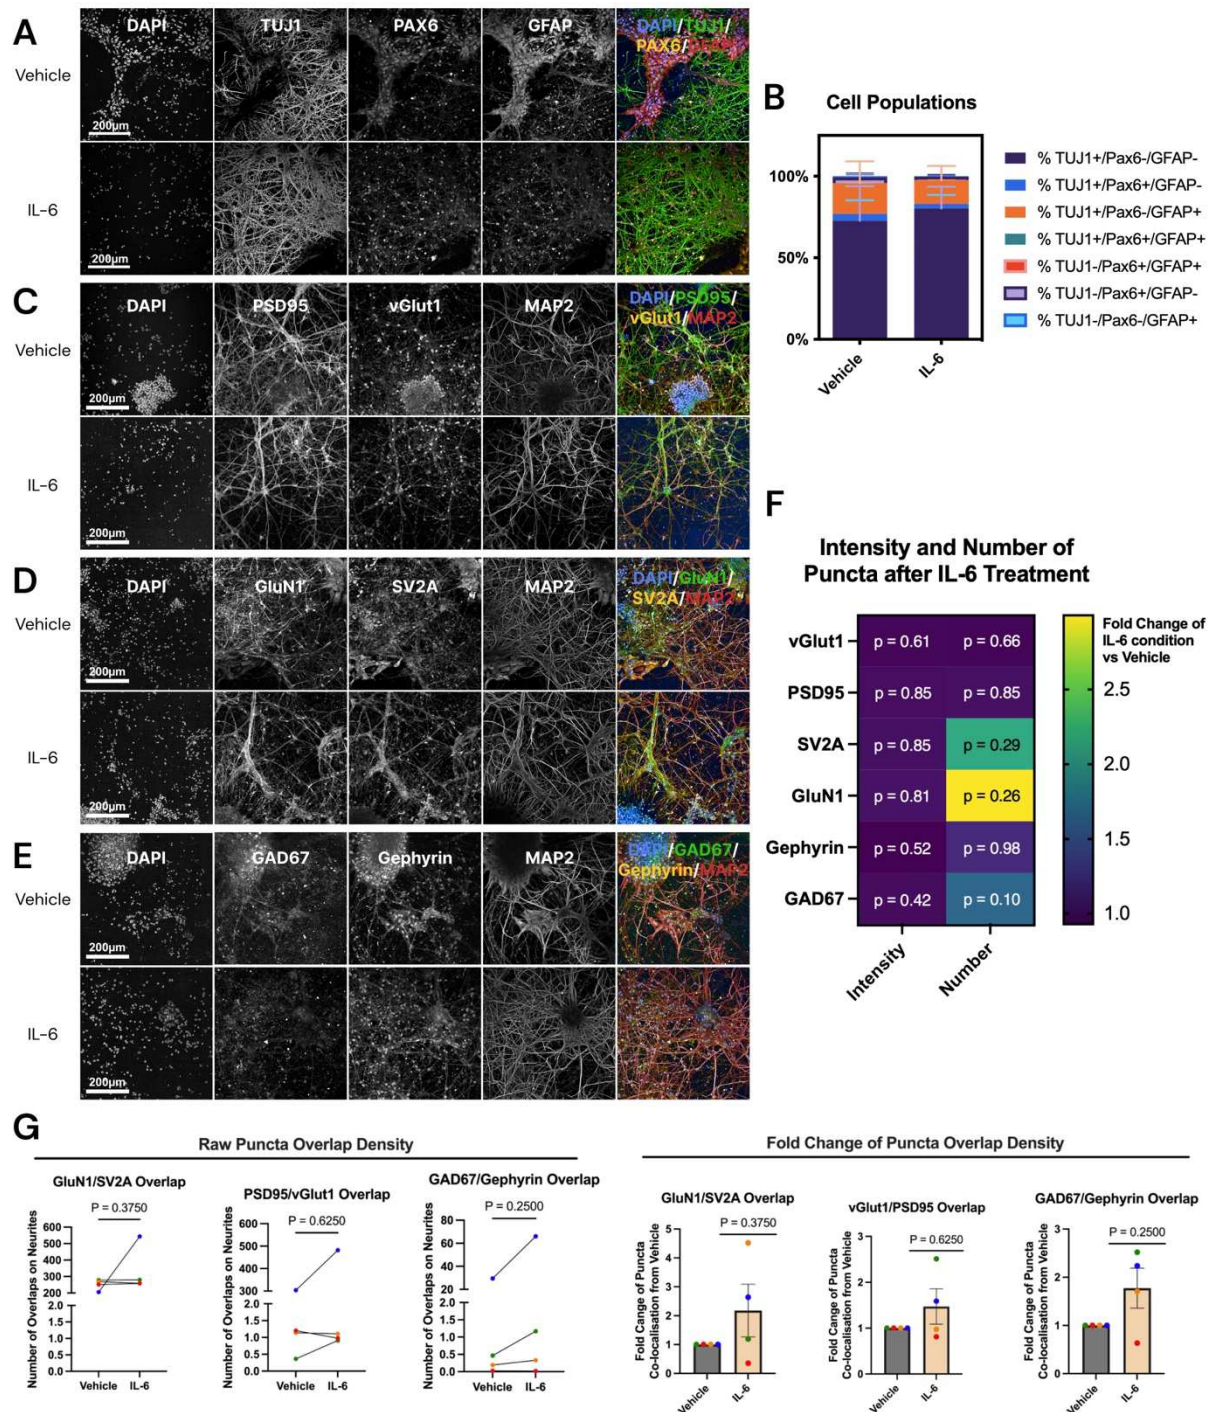 A
DAPI
TUJ1
PAX6
GFAP
DAPI/TUJ1/
PAX6/GFAP
Vehicle
200µm
IL-6
200µm
B
Cell Populations
100%
50%
0%
Vehicle
IL-6
% TUJ1+/Pax6-/GFAP-
% TUJ1+/Pax6+/GFAP-
% TUJ1+/Pax6-/GFAP+
% TUJ1+/Pax6+/GFAP+
% TUJ1-/Pax6+/GFAP+
% TUJ1-/Pax6+/GFAP-
% TUJ1-/Pax6-/GFAP+
C
DAPI
PSD95
vGlut1
MAP2
DAPI/PSD95/
vGlut1/MAP2
Vehicle
200µm
IL-6
200µm
D
DAPI
GluN1
SV2A
MAP2
DAPI/GluN1/
SV2A/MAP2
Vehicle
200µm
IL-6
200µm
E
DAPI
GAD67
Gephyrin
MAP2
DAPI/GAD67/
Gephyrin/MAP2
Vehicle
200µm
IL-6
200µm
F
Intensity and Number of
Puncta after IL-6 Treatment
vGlut1
p = 0.61
p = 0.66
PSD95
p = 0.85
p = 0.85
SV2A
p = 0.85
p = 0.29
GluN1
p = 0.81
p = 0.26
Gephyrin
p = 0.52
p = 0.98
GAD67
p = 0.42
p = 0.10
Intensity
Number
Fold Change of
IL-6 condition
vs Vehicle
2.5
2.0
1.5
1.0
G
Raw Puncta Overlap Density
GluN1/SV2A Overlap
P = 0.3750
Number of Overlaps on Neurites
600
500
400
300
200
2.0
1.5
1.0
0.5
0.0
Vehicle
IL-6
PSD95/vGlut1 Overlap
P = 0.6250
Number of Overlaps on Neurites
600
500
400
300
2.0
1.5
1.0
0.5
0.0
Vehicle
IL-6
GAD67/Gephyrin Overlap
P = 0.2500
Number of Overlaps on Neurites
80
60
40
20
2.0
1.5
1.0
0.5
0.0
Vehicle
IL-6
Fold Change of Puncta Overlap Density
GluN1/SV2A Overlap
P = 0.3750
Fold Cange of Puncta
Co-localisation from Vehicle
5
4
3
2
1
0
Vehicle
IL-6
vGlut1/PSD95 Overlap
P = 0.6250
Fold Cange of Puncta
Co-localisation from Vehicle
3
2
1
0
Vehicle
IL-6
GAD67/Gephyrin Overlap
P = 0.2500
Fold Cange of Puncta
Co-localisation from Vehicle
3
2
1
0
Vehicle
IL-6